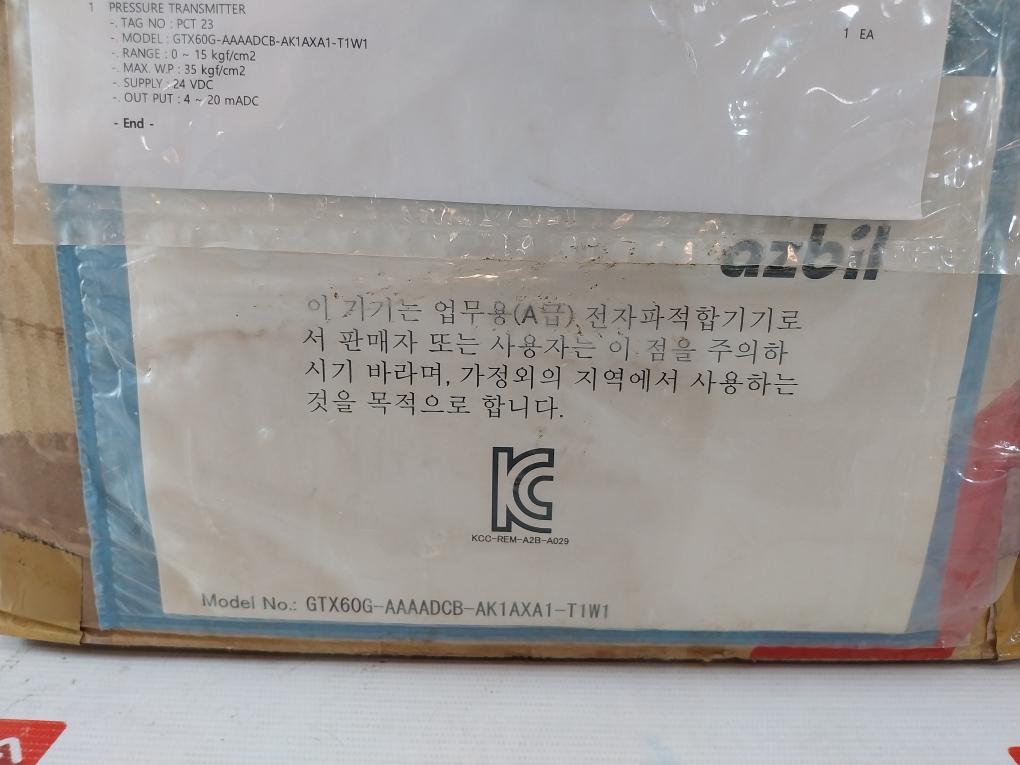 1 PRESSURE TRANSMITTER
-. TAG NO : PCT 23
-. MODEL : GTX60G-AAAADCB-AK1AXA1-T1W1 1 EA
-. RANGE : 0 ~ 15 kgf/cm2
-. MAX. W.P : 35 kgf/cm2
-. SUPPLY : 24 VDC
-. OUT PUT : 4 ~ 20 mADC
- End -
azbil
이 기기는 업무용(A급) 전자파적합기기로
서 판매자 또는 사용자는 이 점을 주의하
시기 바라며, 가정외의 지역에서 사용하는
것을 목적으로 합니다.
KC
KCC-REM-A2B-A029
Model No.: GTX60G-AAAADCB-AK1AXA1-T1W1